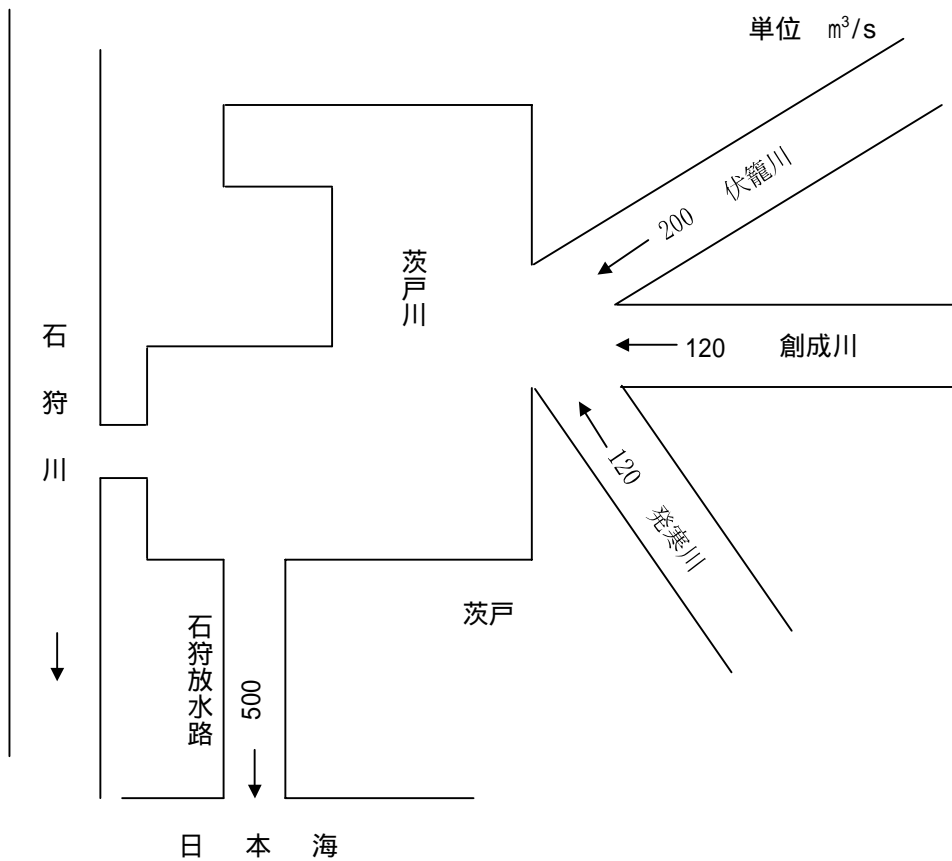 単位 m³/s
200 伏籠川
茨戸川
120 創成川
石狩川
120 発寒川
茨戸
石狩放水路
500
日本海